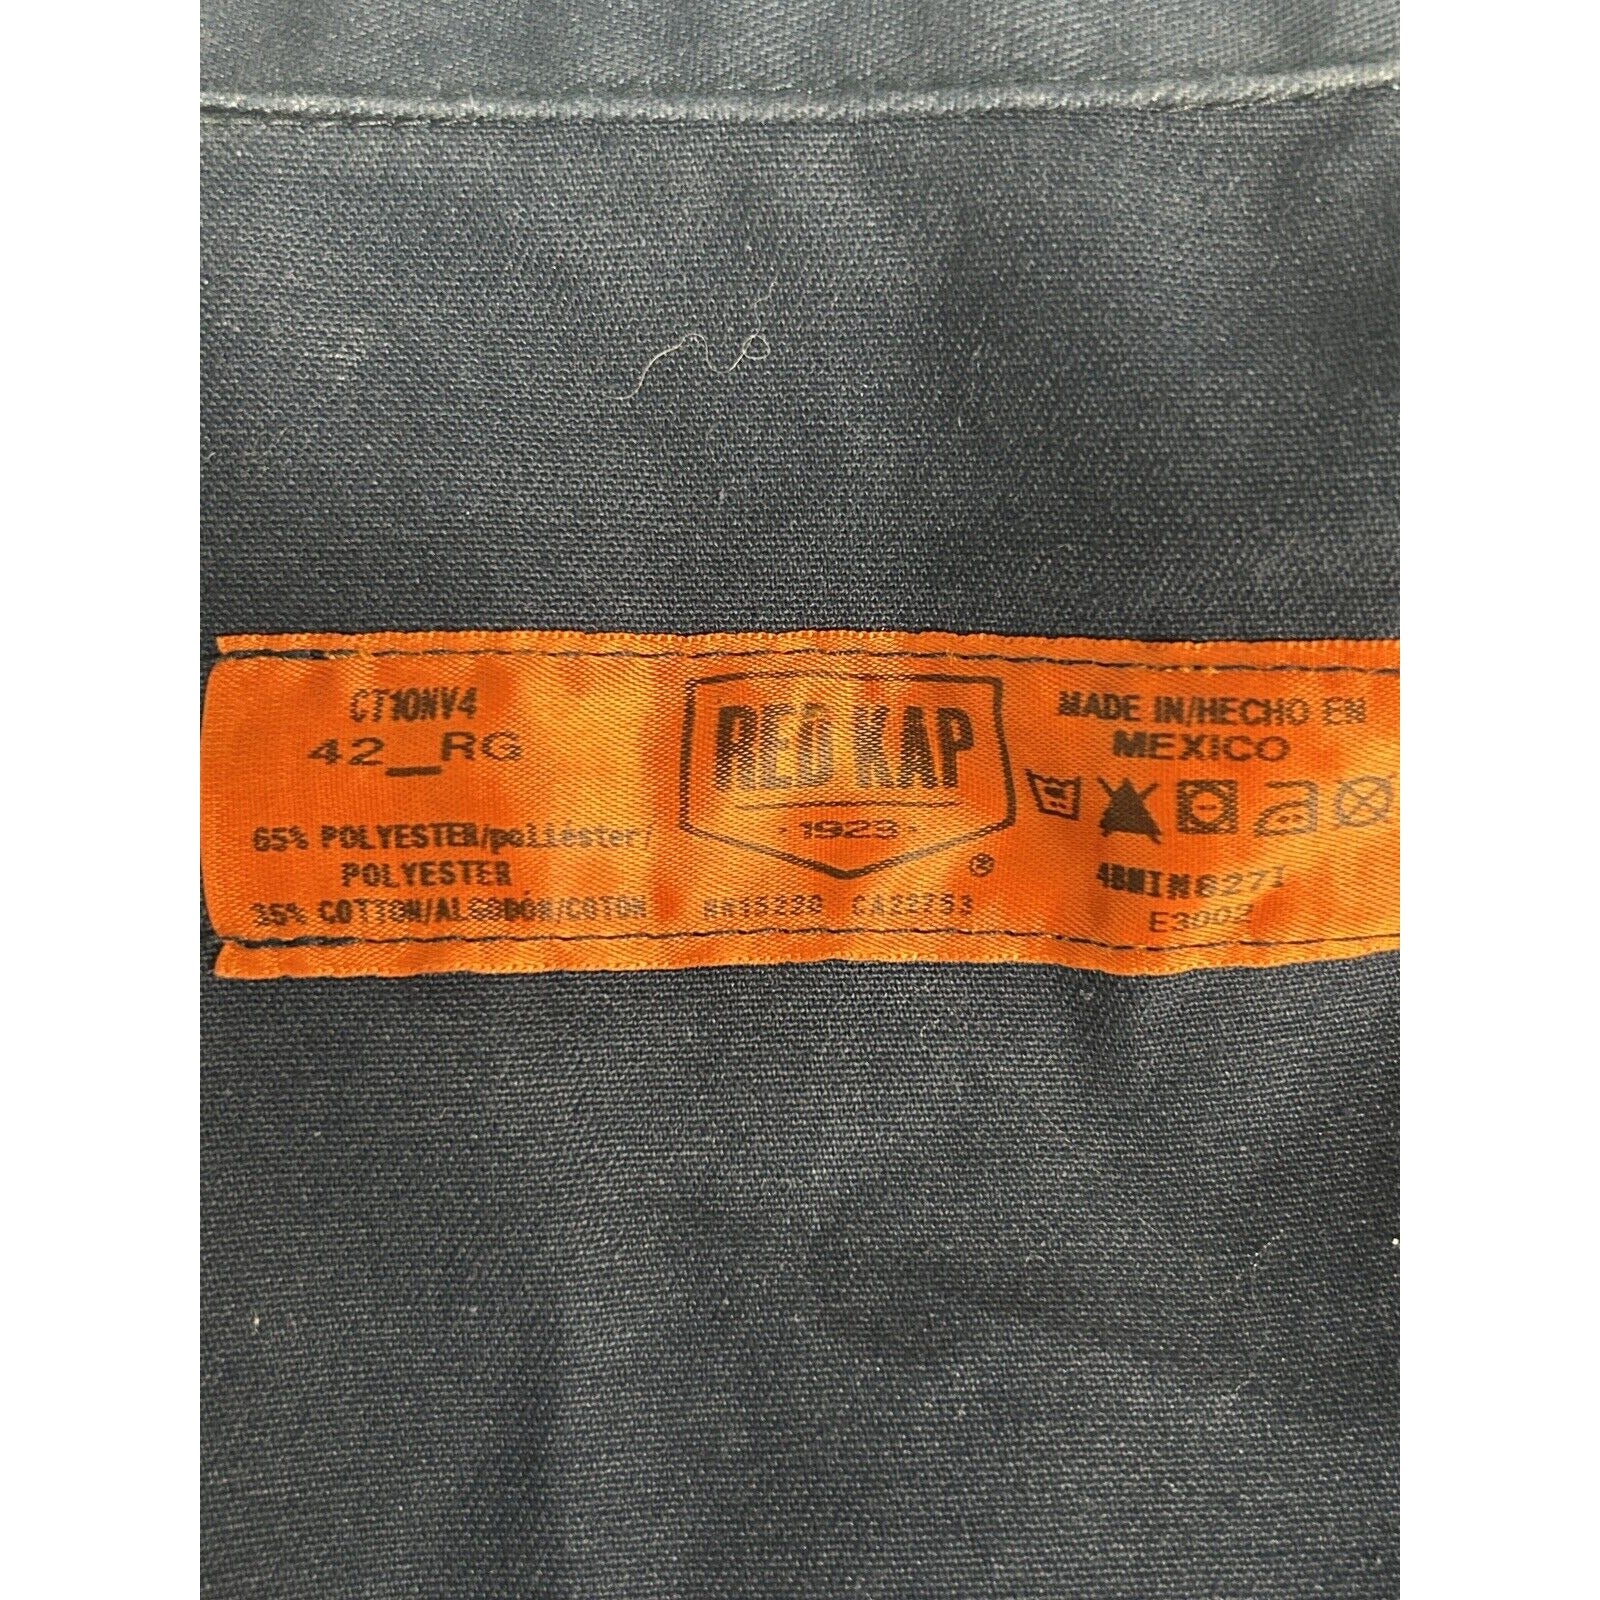 CT10NV4
42_RG
65% POLYESTER/poliéster/
POLYESTER
35% COTTON/ALGODÓN/COTON
RED KAP
·1923·
®
CA22753
MADE IN/HECHO EN
MEXICO
E3002